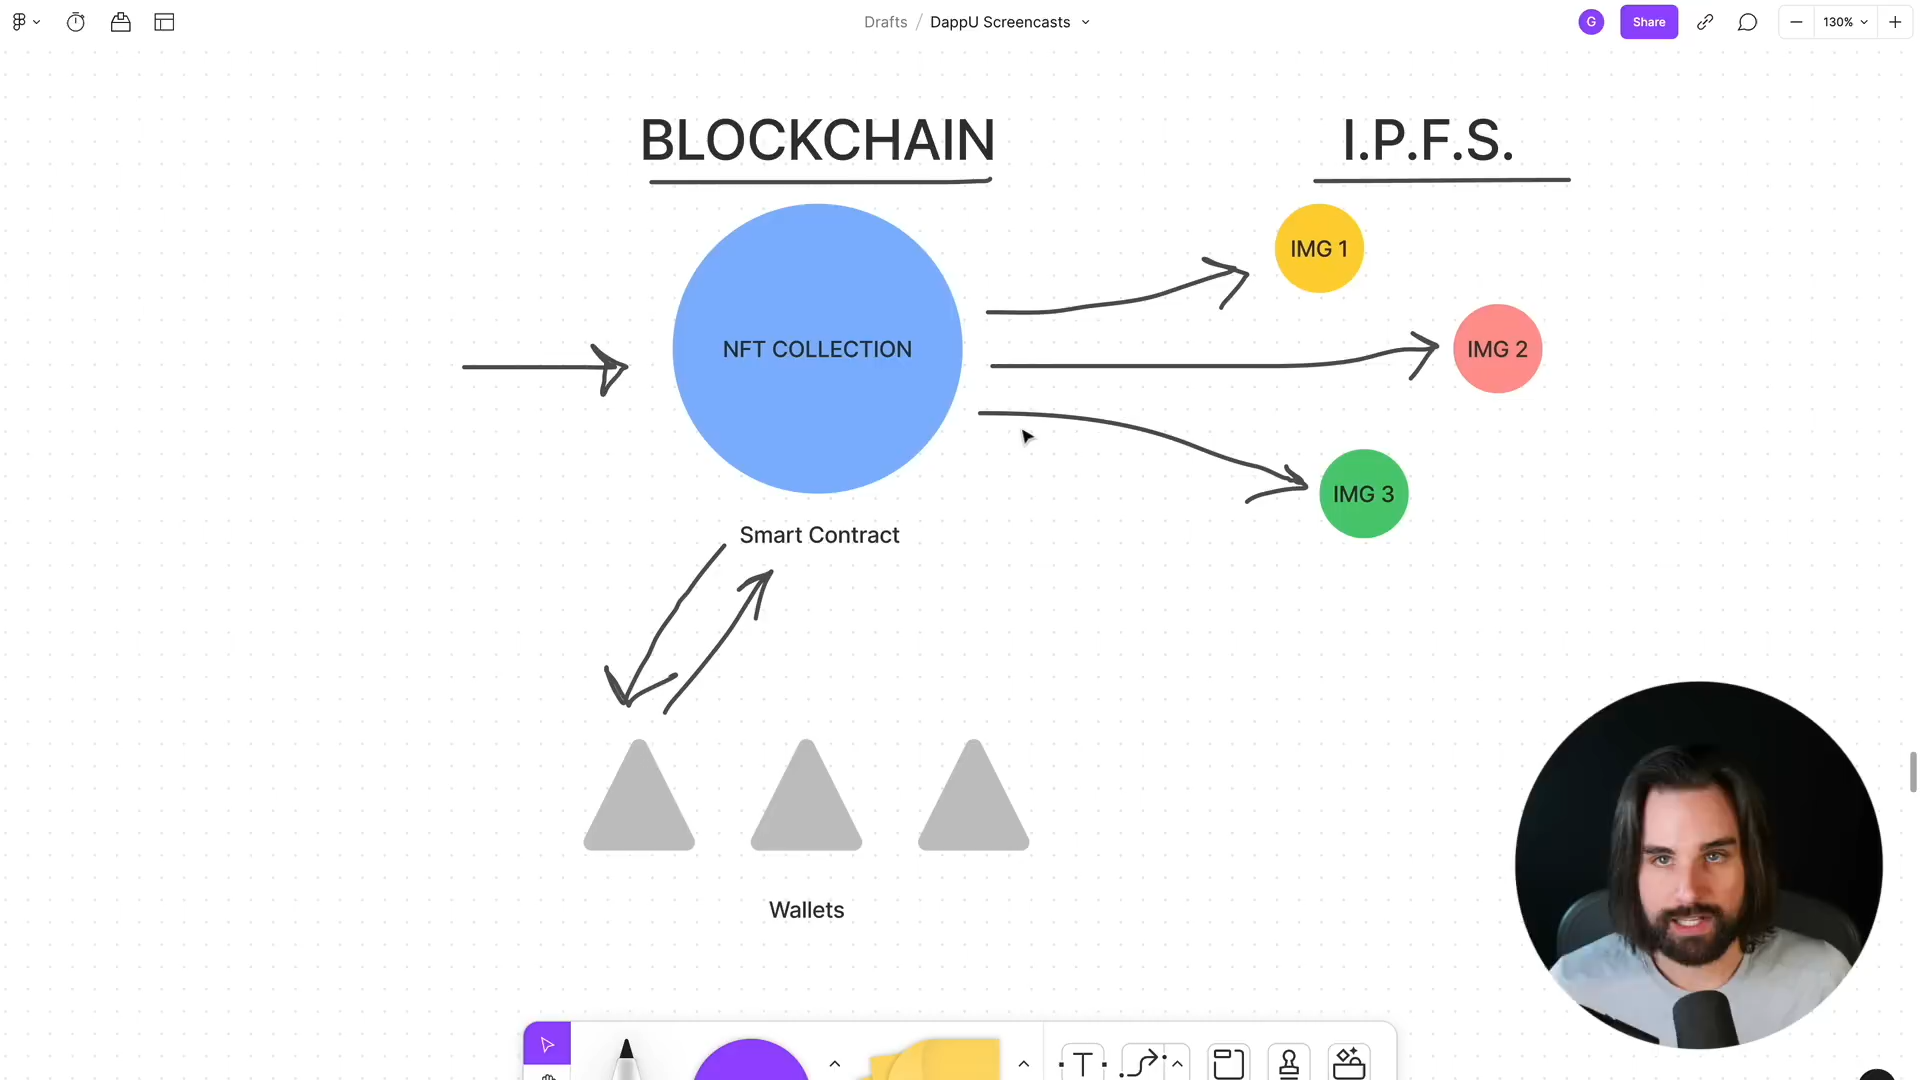 Drafts / DappU Screencasts
G
Share
130%
BLOCKCHAIN
I.P.F.S.
IMG 1
NFT COLLECTION
IMG 2
IMG 3
Smart Contract
Wallets
T